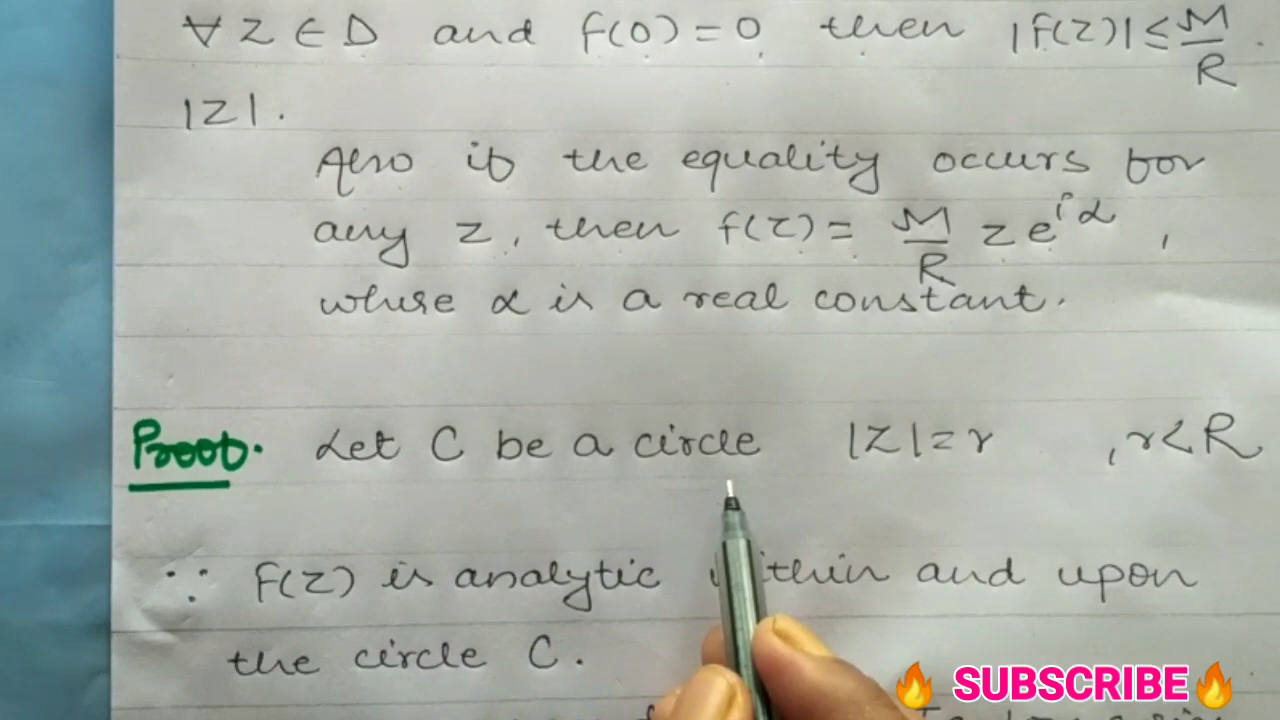 ∀ z ∈ D and f(0) = 0 then |f(z)| ≤ M/R .
|z|.
Also if the equality occurs for
any z, then f(z) = M/R z e^{iα} ,
where α is a real constant.
Proof. Let C be a circle |z| = r , r < R
∵ f(z) is analytic within and upon
the circle C.
🔥 SUBSCRIBE🔥